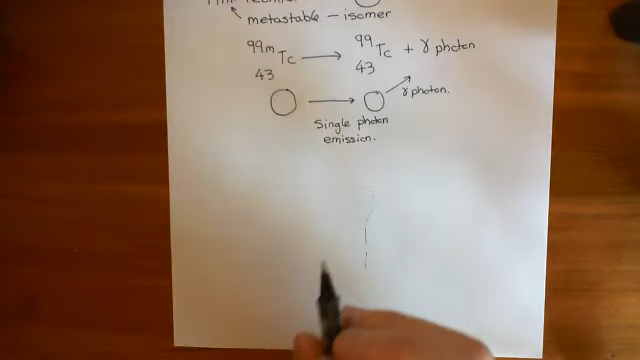 metastable - isomer
99m Tc → 99 Tc + γ photon
43 43
γ photon.
Single photon
emission.